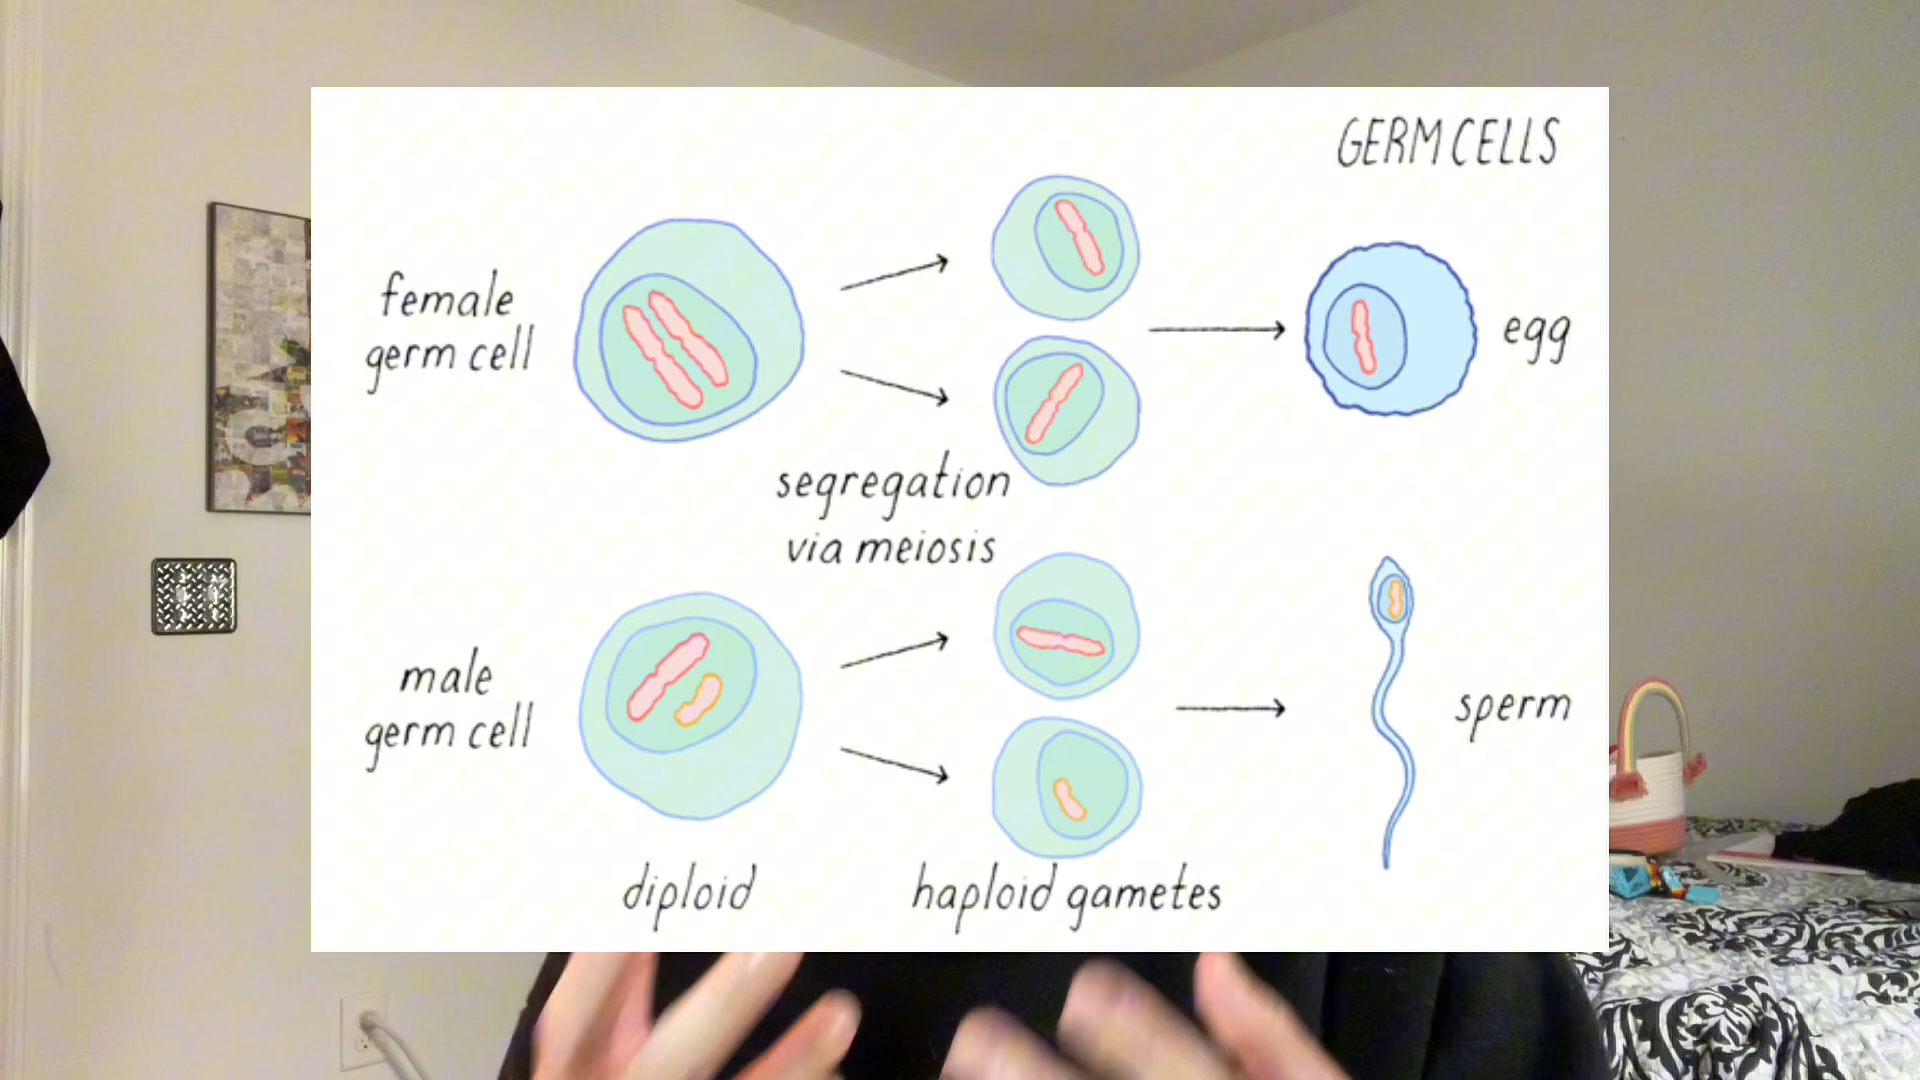 GERM CELLS
female
germ cell
egg
segregation
via meiosis
male
germ cell
sperm
diploid
haploid gametes